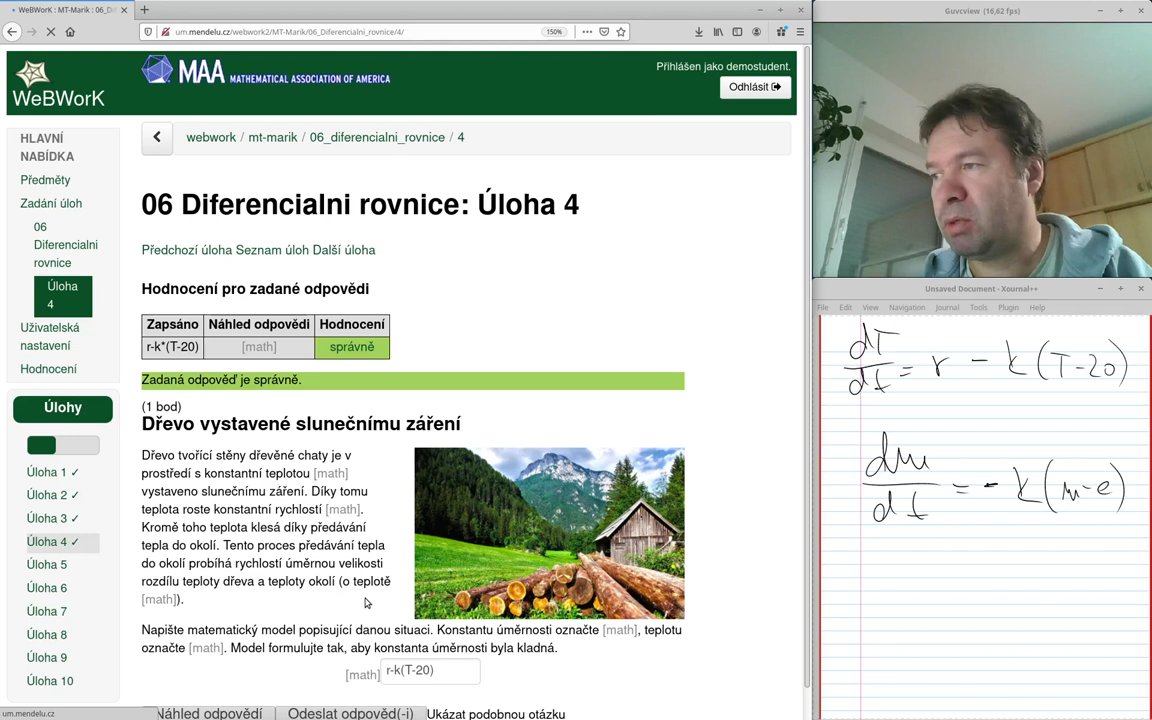 WeBWorK : MT-Marik : 06_Di
um.mendelu.cz/webwork2/MT-Marik/06_Diferencialni_rovnice/4/
150%
WeBWorK
MAA MATHEMATICAL ASSOCIATION OF AMERICA
Přihlášen jako demostudent.
Odhlásit
HLAVNÍ
NABÍDKA
Předměty
Zadání úloh
06
Diferencialni
rovnice
Úloha
4
Uživatelská
nastavení
Hodnocení
Úlohy
Úloha 1 ✓
Úloha 2 ✓
Úloha 3 ✓
Úloha 4 ✓
Úloha 5
Úloha 6
Úloha 7
Úloha 8
Úloha 9
Úloha 10
um.mendelu.cz
webwork / mt-marik / 06_diferencialni_rovnice / 4
06 Diferencialni rovnice: Úloha 4
Předchozí úloha Seznam úloh Další úloha
Hodnocení pro zadané odpovědi
Zapsáno Náhled odpovědi Hodnocení
r-k*(T-20) [math] správně
Zadaná odpověď je správně.
(1 bod)
Dřevo vystavené slunečnímu záření
Dřevo tvořící stěny dřevěné chaty je v
prostředí s konstantní teplotou [math]
vystaveno slunečnímu záření. Díky tomu
teplota roste konstantní rychlostí [math].
Kromě toho teplota klesá díky předávání
tepla do okolí. Tento proces předávání tepla
do okolí probíhá rychlostí úměrnou velikosti
rozdílu teploty dřeva a teploty okolí (o teplotě
[math]).
Napište matematický model popisující danou situaci. Konstantu úměrnosti označte [math], teplotu
označte [math]. Model formulujte tak, aby konstanta úměrnosti byla kladná.
[math] r-k(T-20)
Náhled odpovědí Odeslat odpověď(-i) Ukázat podobnou otázku
Guvcview (16,62 fps)
Unsaved Document - Xournal++
File Edit View Navigation Journal Tools Plugin Help
dT
dt = r - k(T-20)
dm
dt = - k(m-e)